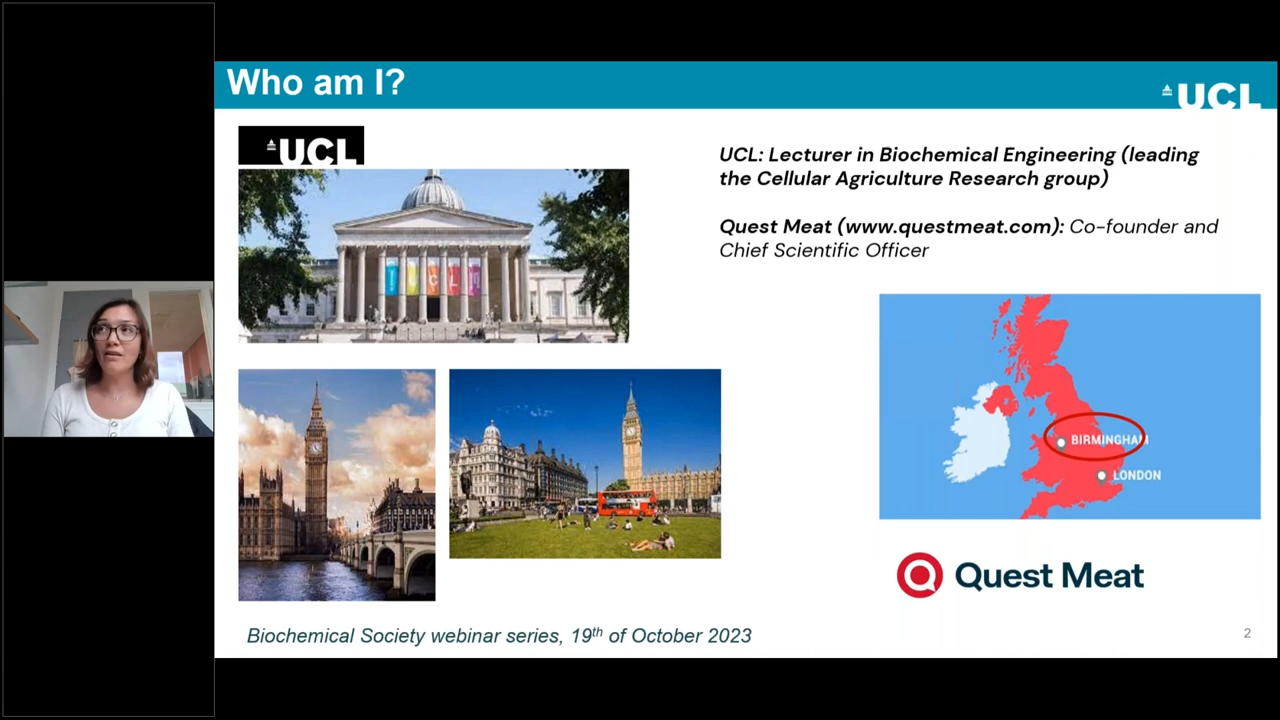 Who am I?
UCL
UCL
UCL: Lecturer in Biochemical Engineering (leading
the Cellular Agriculture Research group)
Quest Meat (www.questmeat.com): Co-founder and
Chief Scientific Officer
BIRMINGHAM
LONDON
Quest Meat
Biochemical Society webinar series, 19th of October 2023
2